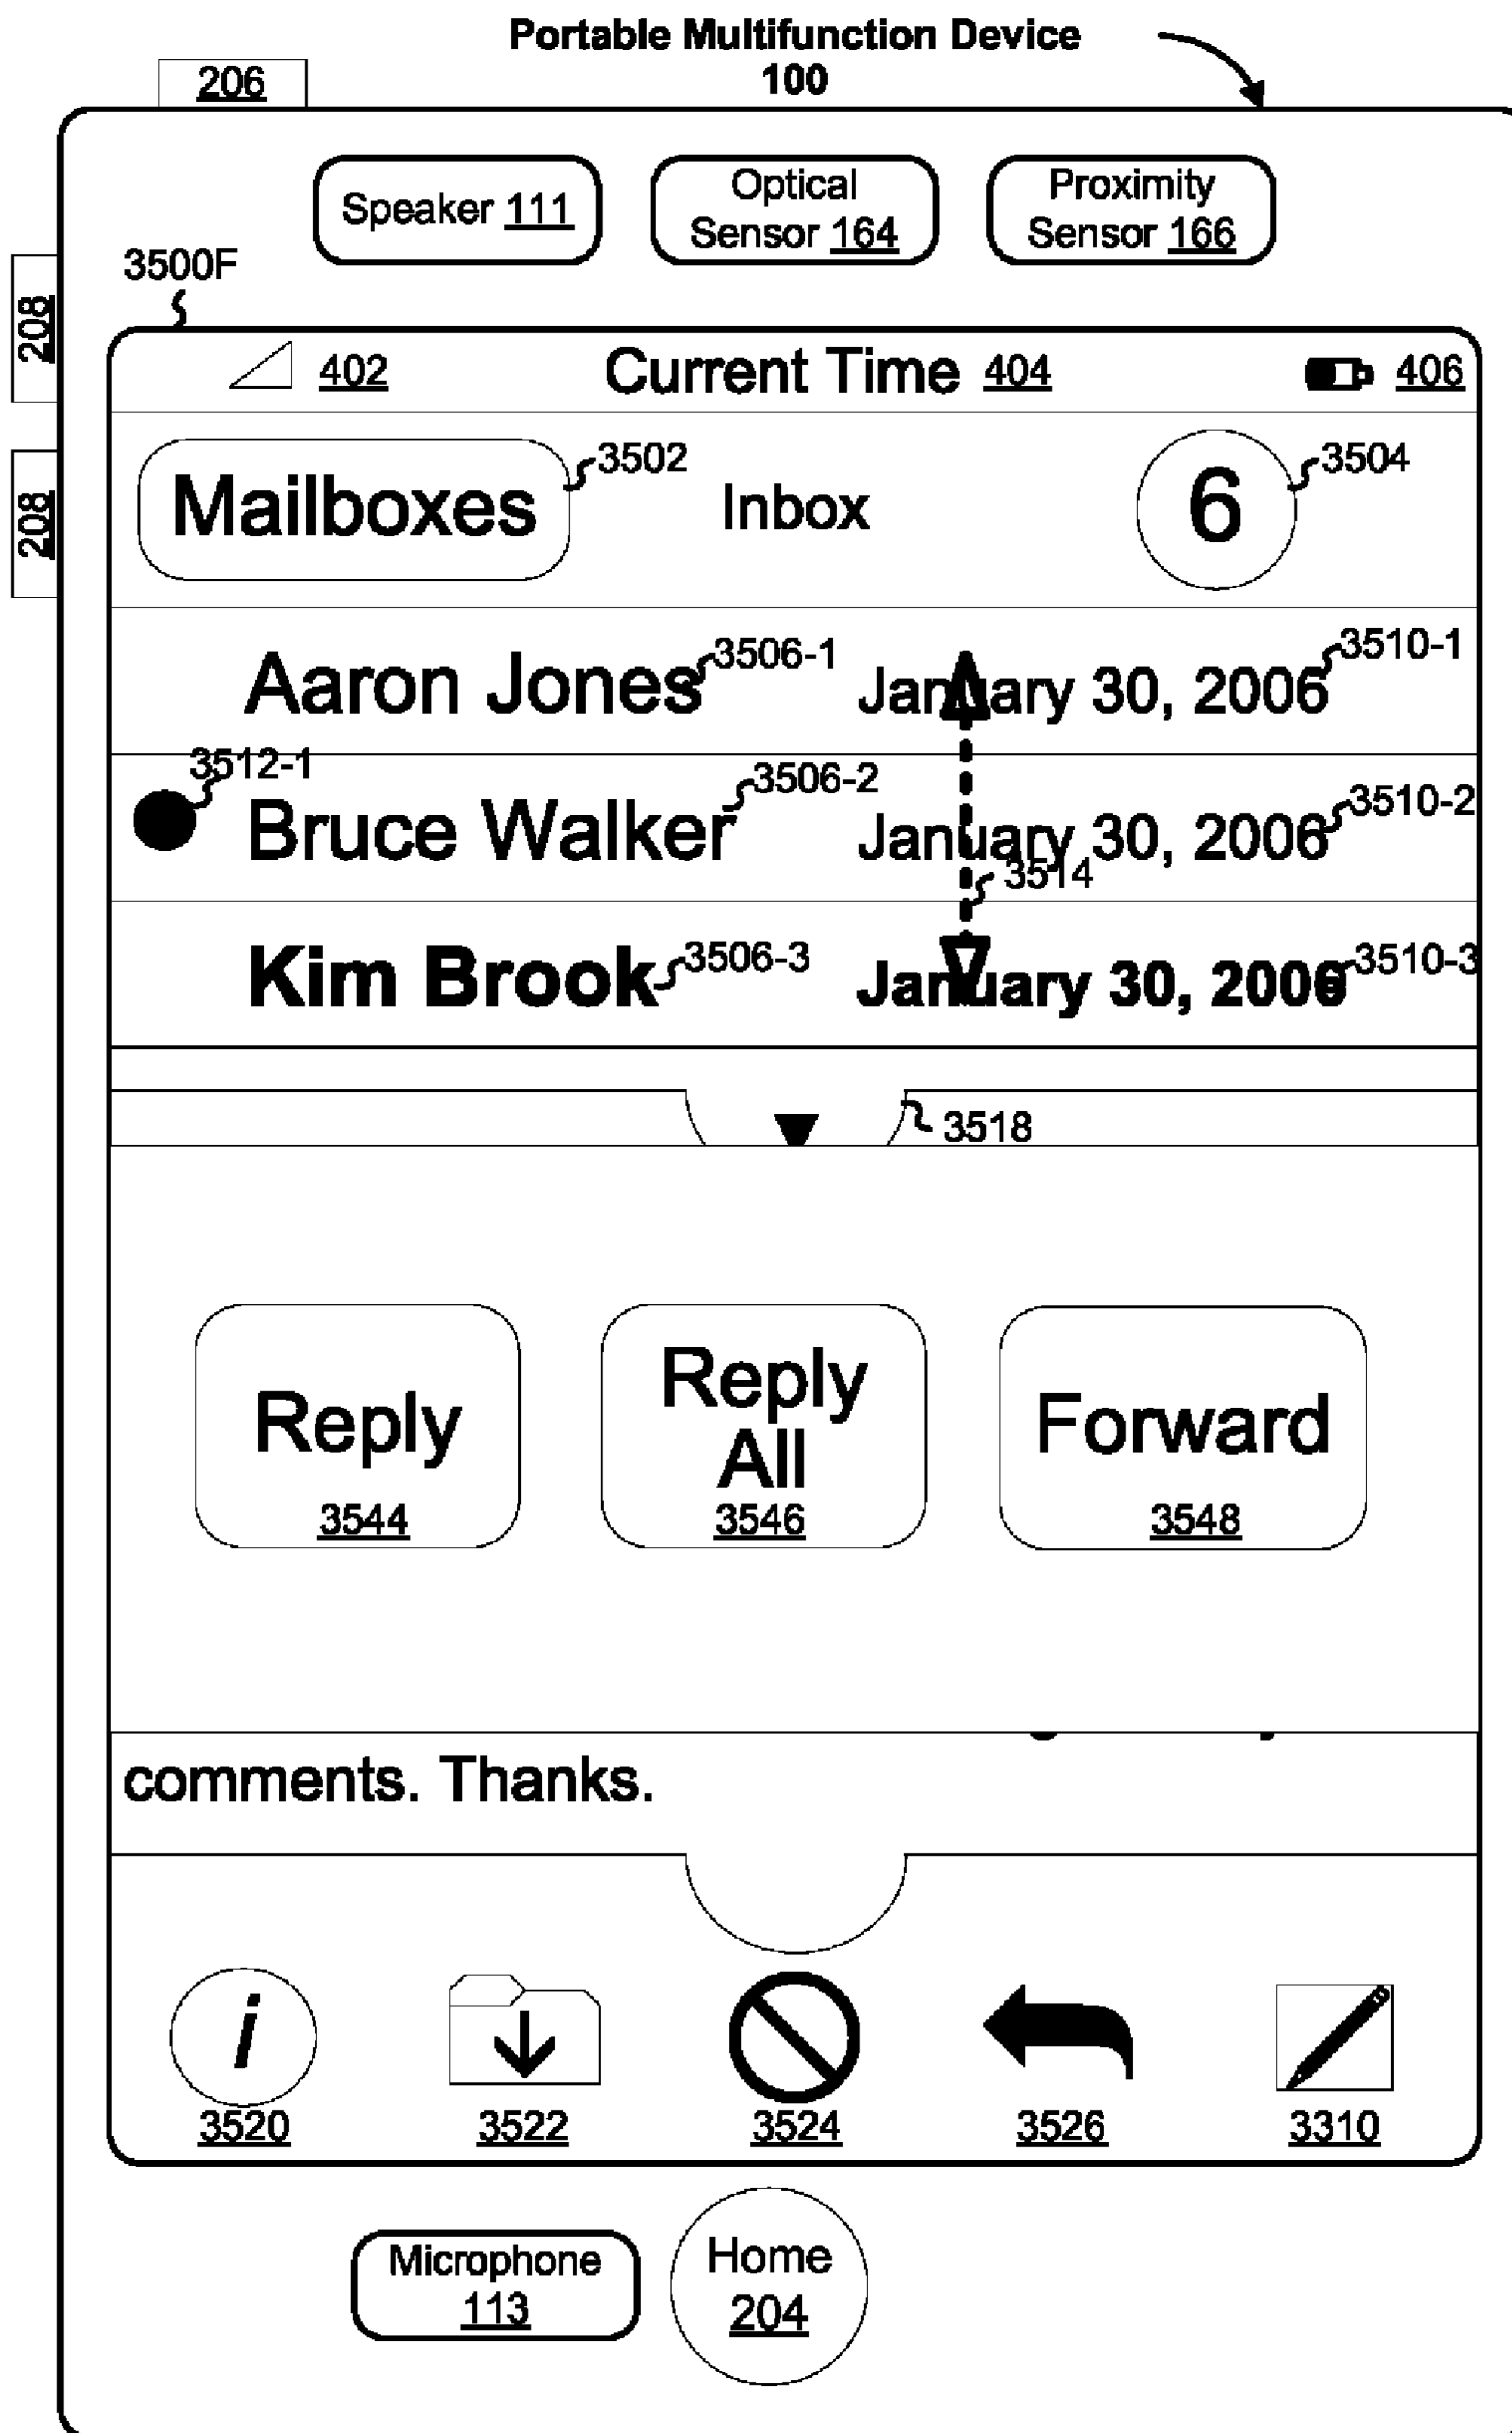 Portable Multifunction Device
100
206
Speaker 111
Optical
Sensor 164
Proximity
Sensor 166
208
208
3500F
402
Current Time 404
406
Mailboxes
3502
Inbox
6
3504
Aaron Jones
3506-1
January 30, 2006
3510-1
3512-1
Bruce Walker
3506-2
January 30, 2006
3510-2
3514
Kim Brook
3506-3
January 30, 2006
3510-3
3518
Reply
3544
Reply
All
3546
Forward
3548
comments. Thanks.
i
3520
3522
3524
3526
3310
Microphone
113
Home
204